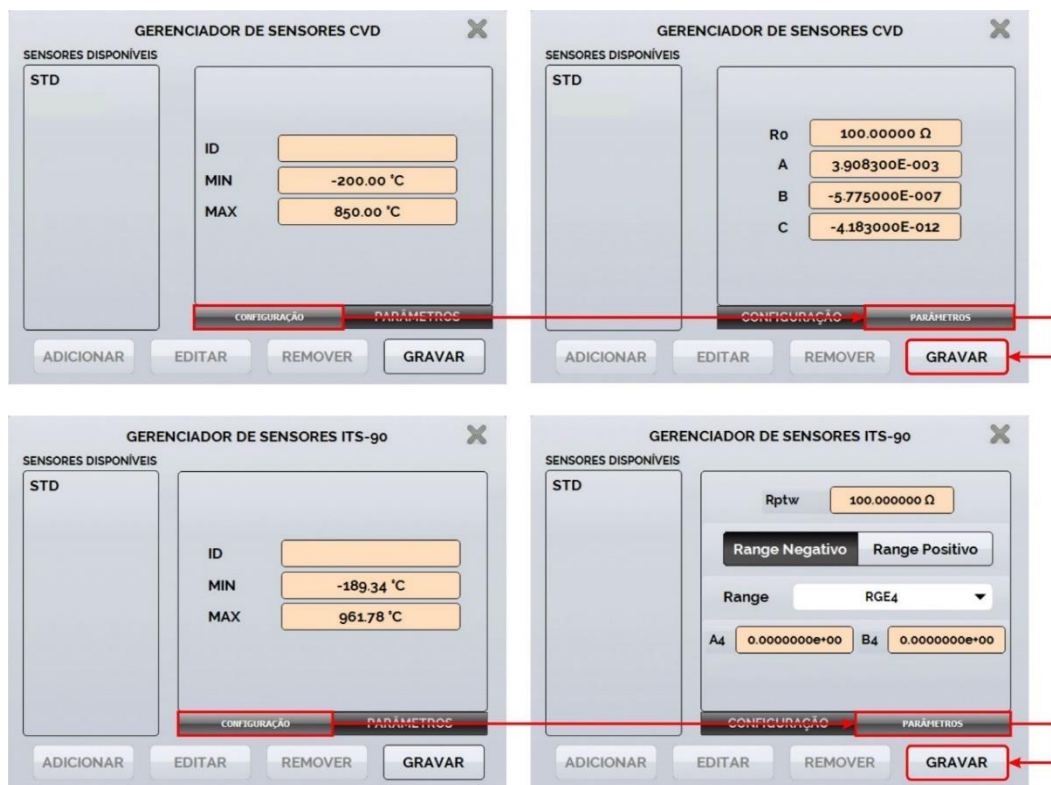 GERENCIADOR DE SENSORES CVD
SENSORES DISPONÍVEIS
STD
ID
MIN -200.00 °C
MAX 850.00 °C
CONFIGURAÇÃO PARÂMETROS
ADICIONAR EDITAR REMOVER GRAVAR
GERENCIADOR DE SENSORES CVD
SENSORES DISPONÍVEIS
STD
R0 100.00000 Ω
A 3.908300E-003
B -5.775000E-007
C -4.183000E-012
CONFIGURAÇÃO PARÂMETROS
ADICIONAR EDITAR REMOVER GRAVAR
GERENCIADOR DE SENSORES ITS-90
SENSORES DISPONÍVEIS
STD
ID
MIN -189.34 °C
MAX 961.78 °C
CONFIGURAÇÃO PARÂMETROS
ADICIONAR EDITAR REMOVER GRAVAR
GERENCIADOR DE SENSORES ITS-90
SENSORES DISPONÍVEIS
STD
Rptw 100.000000 Ω
Range Negativo Range Positivo
Range RGE4
A4 0.0000000e+00 B4 0.0000000e+00
CONFIGURAÇÃO PARÂMETROS
ADICIONAR EDITAR REMOVER GRAVAR